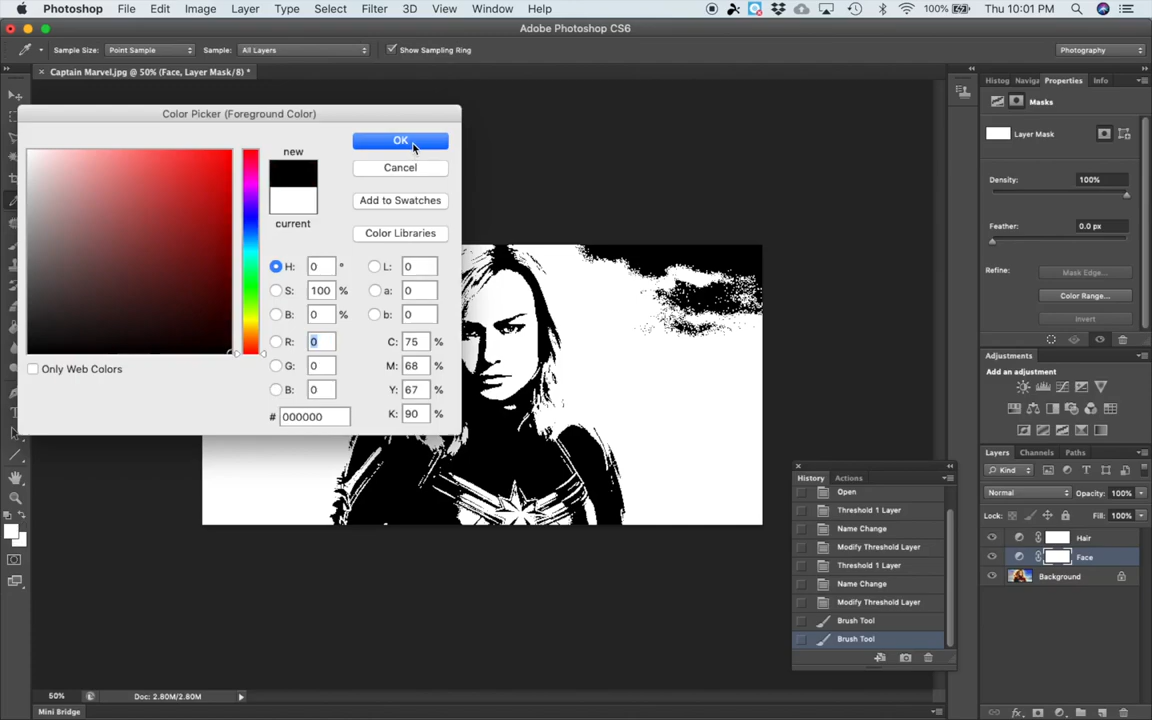 Photoshop File Edit Image Layer Type Select Filter 3D View Window Help 100% Thu 10:01 PM
Adobe Photoshop CS6
Sample Size: Point Sample Sample: All Layers Show Sampling Ring Photography
Captain Marvel.jpg @ 50% (Face, Layer Mask/8) *
Histog Naviga Properties Info
Masks
Layer Mask
Density: 100%
Feather: 0.0 px
Refine: Mask Edge...
Color Range...
Invert
Color Picker (Foreground Color)
new
current
OK
Cancel
Add to Swatches
Color Libraries
H: 0 ° L: 0
S: 100 % a: 0
B: 0 % b: 0
R: 0 C: 75 %
G: 0 M: 68 %
B: 0 Y: 67 %
# 000000 K: 90 %
Only Web Colors
Adjustments
Add an adjustment
Layers Channels Paths
Kind
Normal Opacity: 100%
Lock: Fill: 100%
Hair
Face
Background
History Actions
Open
Threshold 1 Layer
Name Change
Modify Threshold Layer
Threshold 1 Layer
Name Change
Modify Threshold Layer
Brush Tool
Brush Tool
50% Doc: 2.80M/2.80M
Mini Bridge